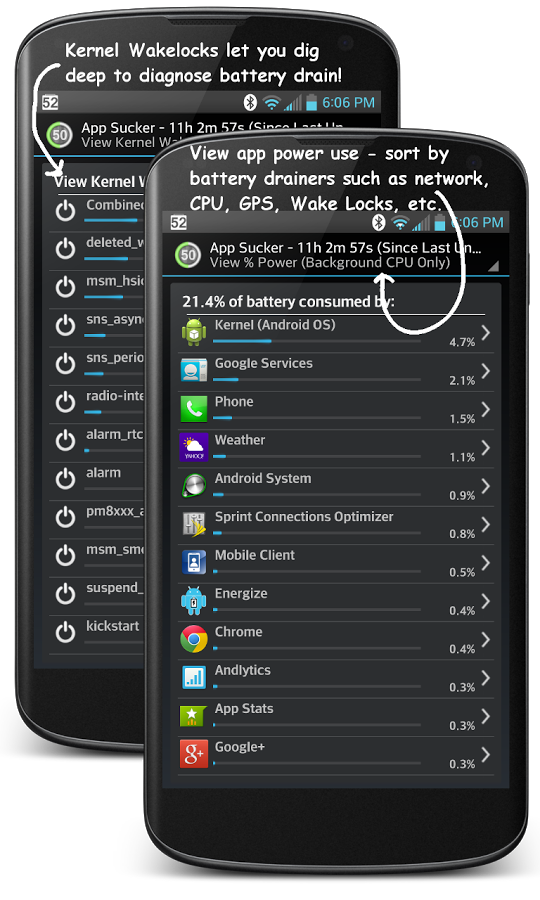 Kernel Wakelocks let you dig
deep to diagnose battery drain!
52
6:06 PM
50
App Sucker - 11h 2m 57s (Since Last Un
View Kernel Wa
View Kernel W
Combined
deleted_w
msm_hsic
sns_async
sns_perio
radio-inte
alarm_rtc
alarm
pm8xxx_a
msm_smd
suspend_
kickstart
View app power use - sort by
battery drainers such as network,
CPU, GPS, Wake Locks, etc.
52
6:06 PM
50
App Sucker - 11h 2m 57s (Since Last Un...
View % Power (Background CPU Only)
21.4% of battery consumed by:
Kernel (Android OS)
4.7%
Google Services
2.1%
Phone
1.5%
Weather
YAHOO!
1.1%
Android System
0.9%
Sprint Connections Optimizer
0.8%
Mobile Client
0.5%
Energize
0.4%
Chrome
0.4%
Andlytics
0.3%
App Stats
0.3%
Google+
g+
0.3%